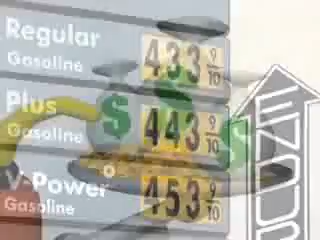 Regular
Gasoline
433 9/10
Plus
Gasoline
443 9/10
V-Power
Gasoline
453 9/10
$ $ $